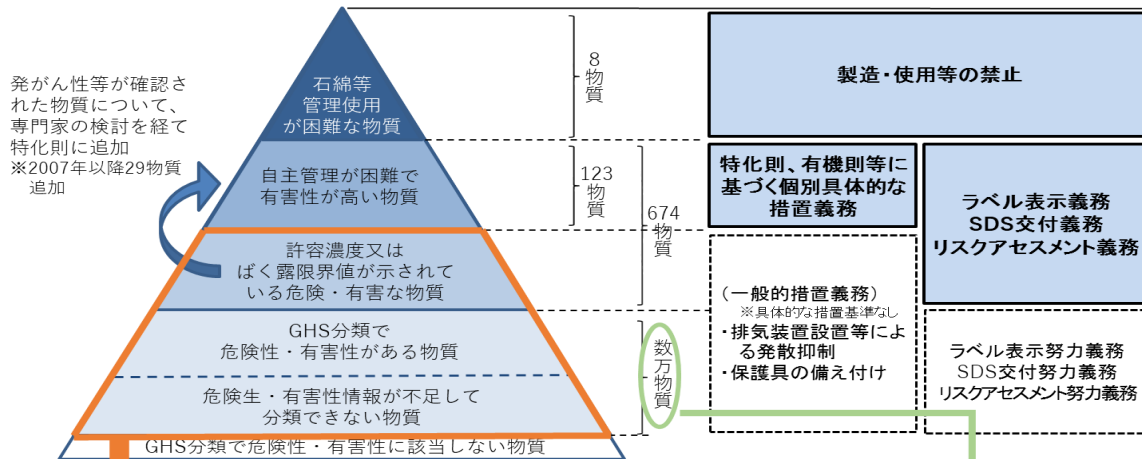 発がん性等が確認され
た物質について、
専門家の検討を経て
特化則に追加
※2007年以降29物質
追加
石綿等
管理使用
が困難な物質
自主管理が困難で
有害性が高い物質
許容濃度又は
ばく露限界値が示されて
いる危険・有害な物質
GHS分類で
危険性・有害性がある物質
危険生・有害性情報が不足して
分類できない物質
GHS分類で危険性・有害性に該当しない物質
8物質
123物質
674物質
数万物質
製造・使用等の禁止
特化則、有機則等に
基づく個別具体的な
措置義務
ラベル表示義務
SDS交付義務
リスクアセスメント義務
(一般的措置義務)
※具体的な措置基準なし
・排気装置設置等によ
る発散抑制
・保護具の備え付け
ラベル表示努力義務
SDS交付努力義務
リスクアセスメント努力義務